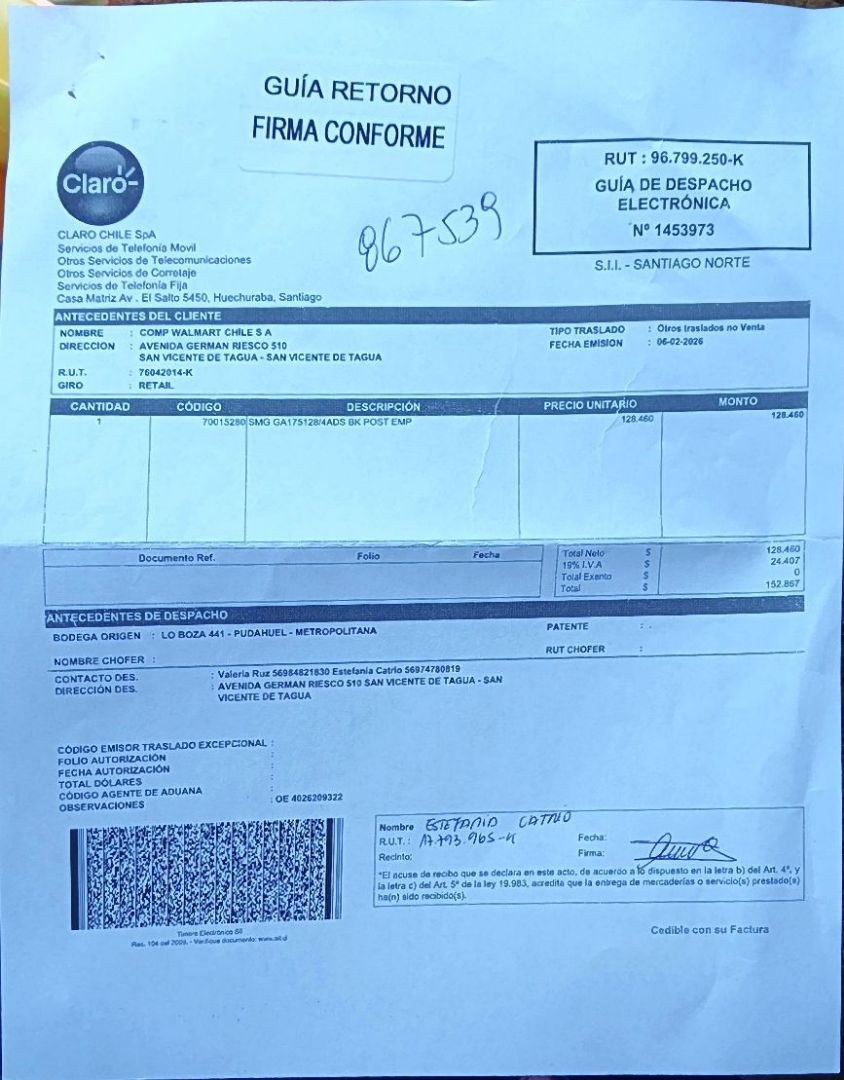 GUÍA RETORNO
FIRMA CONFORME
Claro-
RUT : 96.799.250-K
GUÍA DE DESPACHO
ELECTRÓNICA
Nº 1453973
S.I.I. - SANTIAGO NORTE
867539
CLARO CHILE SpA
Servicios de Telefonía Movil
Otros Servicios de Telecomunicaciones
Otros Servicios de Corretaje
Servicios de Telefonía Fija
Casa Matriz Av . El Salto 5450, Huechuraba, Santiago
ANTECEDENTES DEL CLIENTE
NOMBRE : COMP WALMART CHILE S A TIPO TRASLADO : Otros traslados no Venta
DIRECCION : AVENIDA GERMAN RIESCO 510 FECHA EMISION : 06-02-2026
SAN VICENTE DE TAGUA - SAN VICENTE DE TAGUA
R.U.T. : 76042014-K
GIRO : RETAIL
CANTIDAD CÓDIGO DESCRIPCIÓN PRECIO UNITARIO MONTO
1 70015280 SMG GA175128/4ADS BK POST EMP 128.460 128.460
Documento Ref. Folio Fecha
Total Neto $ 128.460
19% I.V.A $ 24.407
Total Exento $ 0
Total $ 152.867
ANTECEDENTES DE DESPACHO
BODEGA ORIGEN : LO BOZA 441 - PUDAHUEL - METROPOLITANA PATENTE : .
NOMBRE CHOFER : RUT CHOFER :
CONTACTO DES. : Valeria Ruz 56984821830 Estefania Catrio 56974780819
DIRECCIÓN DES. : AVENIDA GERMAN RIESCO 510 SAN VICENTE DE TAGUA - SAN
VICENTE DE TAGUA
CÓDIGO EMISOR TRASLADO EXCEPCIONAL :
FOLIO AUTORIZACIÓN :
FECHA AUTORIZACIÓN :
TOTAL DÓLARES :
CÓDIGO AGENTE DE ADUANA :
OBSERVACIONES : OE 4026209322
Nombre ESTEFANIA CATRIO
R.U.T.: 17.793.965-K Fecha:
Recinto: Firma:
"El acuse de recibo que se declara en este acto, de acuerdo a lo dispuesto en la letra b) del Art. 4°, y
la letra c) del Art. 5° de la ley 19.983, acredita que la entrega de mercaderías o servicio(s) prestado(s)
ha(n) sido recibido(s).
Timbre Electrónico SII
Res. 104 del 2009. - Verifique documento: www.sii.cl
Cedible con su Factura